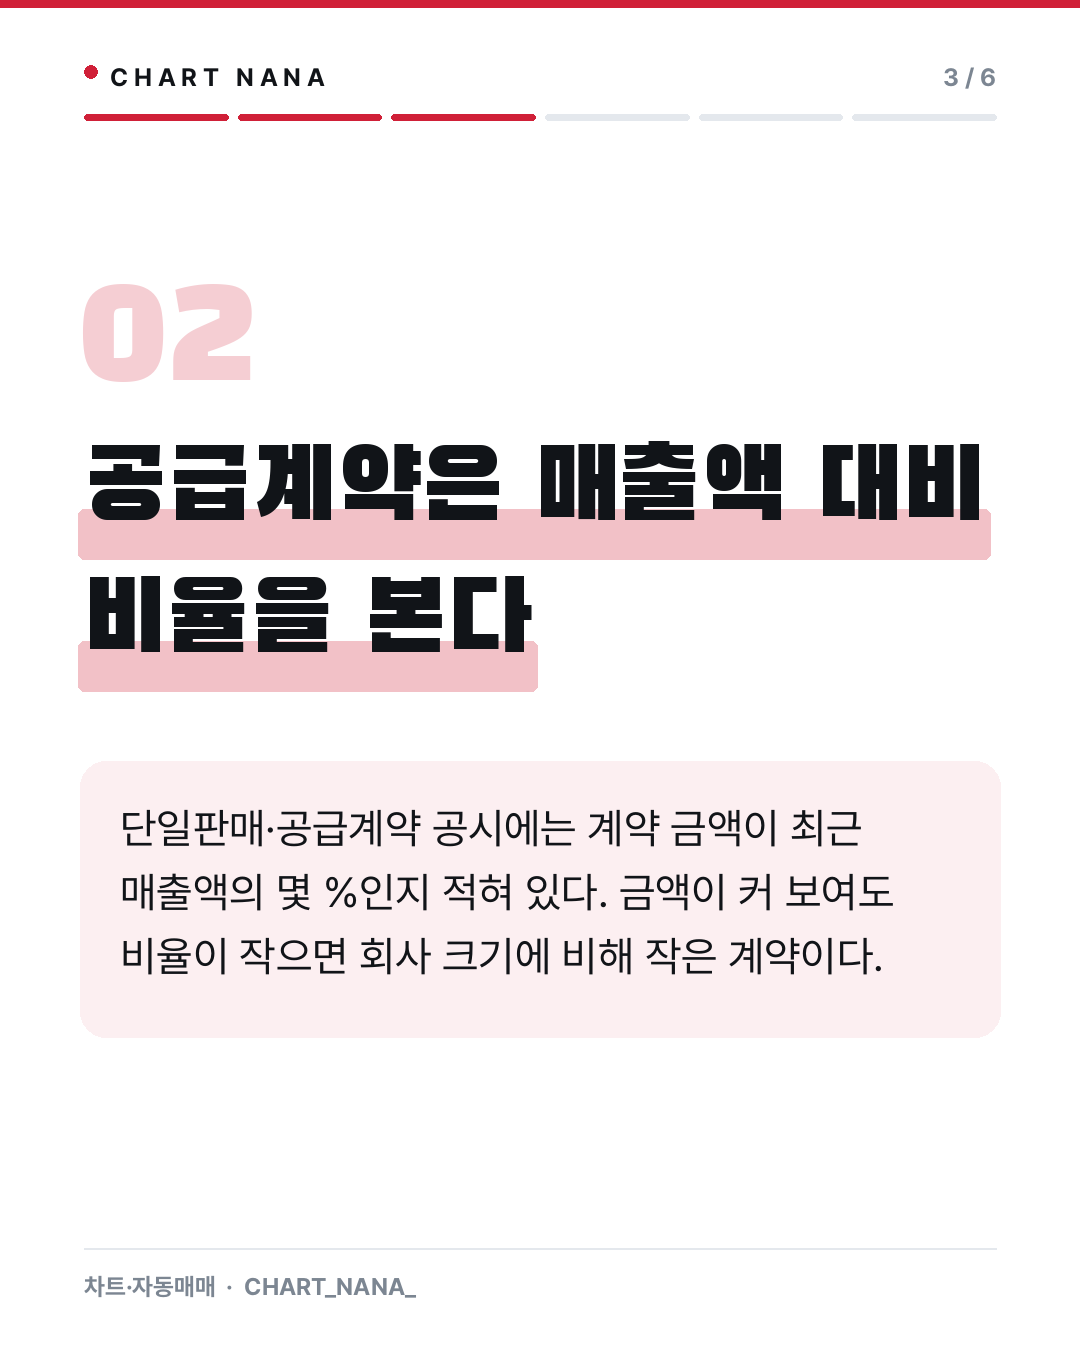 CHART NANA
3 / 6
02
공급계약은 매출액 대비
비율을 본다
단일판매·공급계약 공시에는 계약 금액이 최근
매출액의 몇 %인지 적혀 있다. 금액이 커 보여도
비율이 작으면 회사 크기에 비해 작은 계약이다.
차트·자동매매 · CHART_NANA_